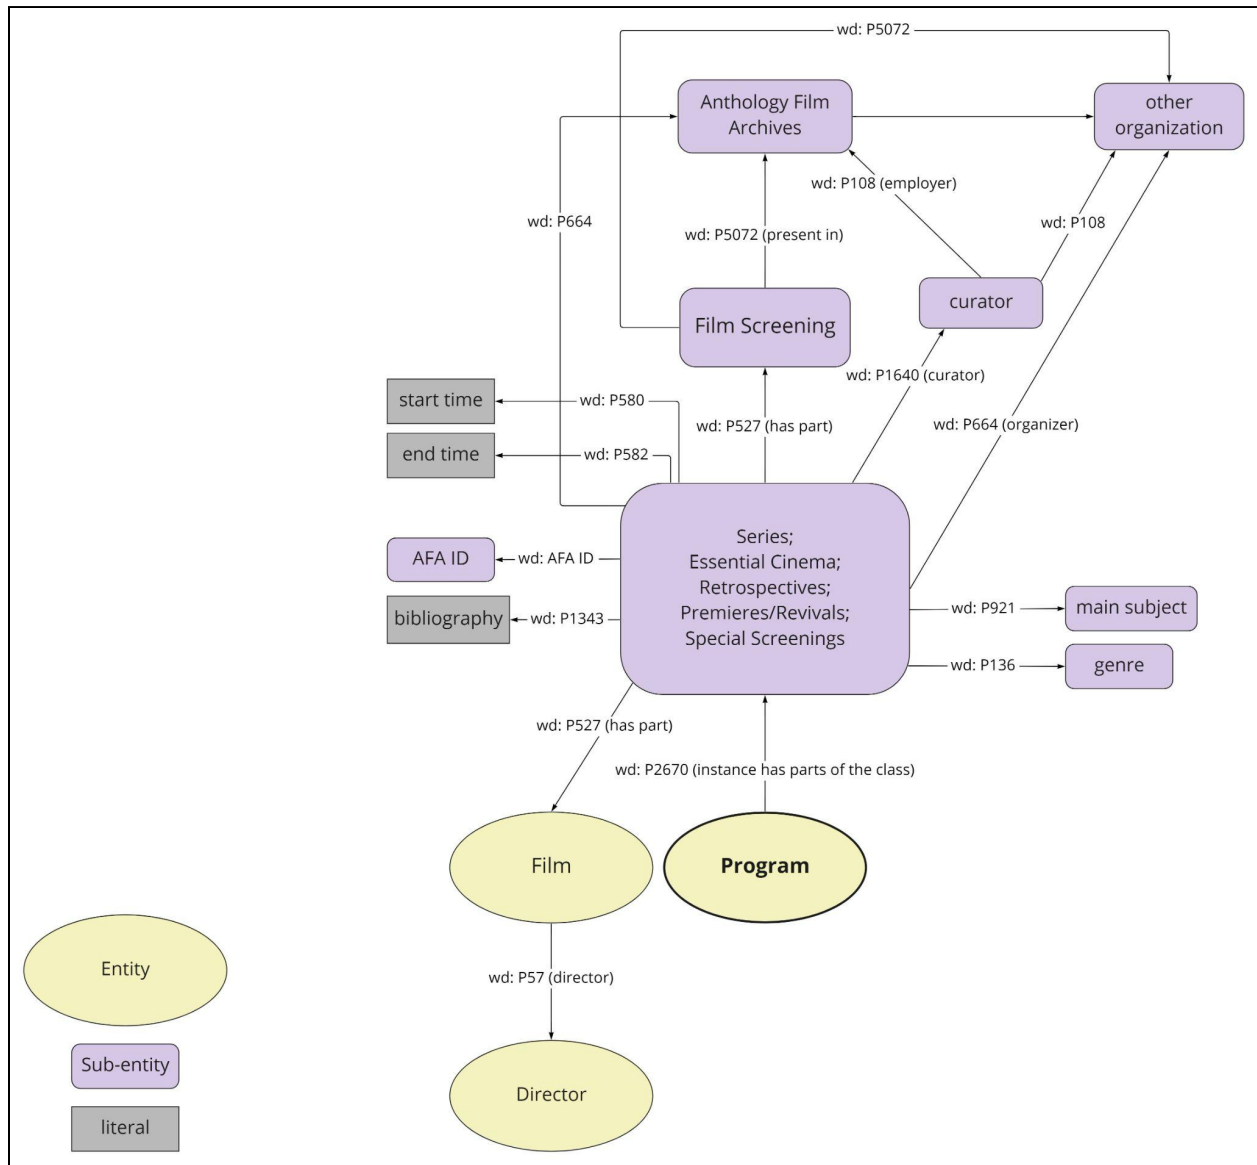 wd: P5072
Anthology Film
Archives
other
organization
wd: P108 (employer)
wd: P664
wd: P5072 (present in)
wd: P108
curator
Film Screening
wd: P1640 (curator)
start time
wd: P580
wd: P527 (has part)
wd: P664 (organizer)
end time
wd: P582
Series;
Essential Cinema;
Retrospectives;
Premieres/Revivals;
Special Screenings
AFA ID
wd: AFA ID
bibliography
wd: P1343
wd: P921
main subject
wd: P136
genre
wd: P527 (has part)
wd: P2670 (instance has parts of the class)
Film
Program
Entity
wd: P57 (director)
Sub-entity
Director
literal